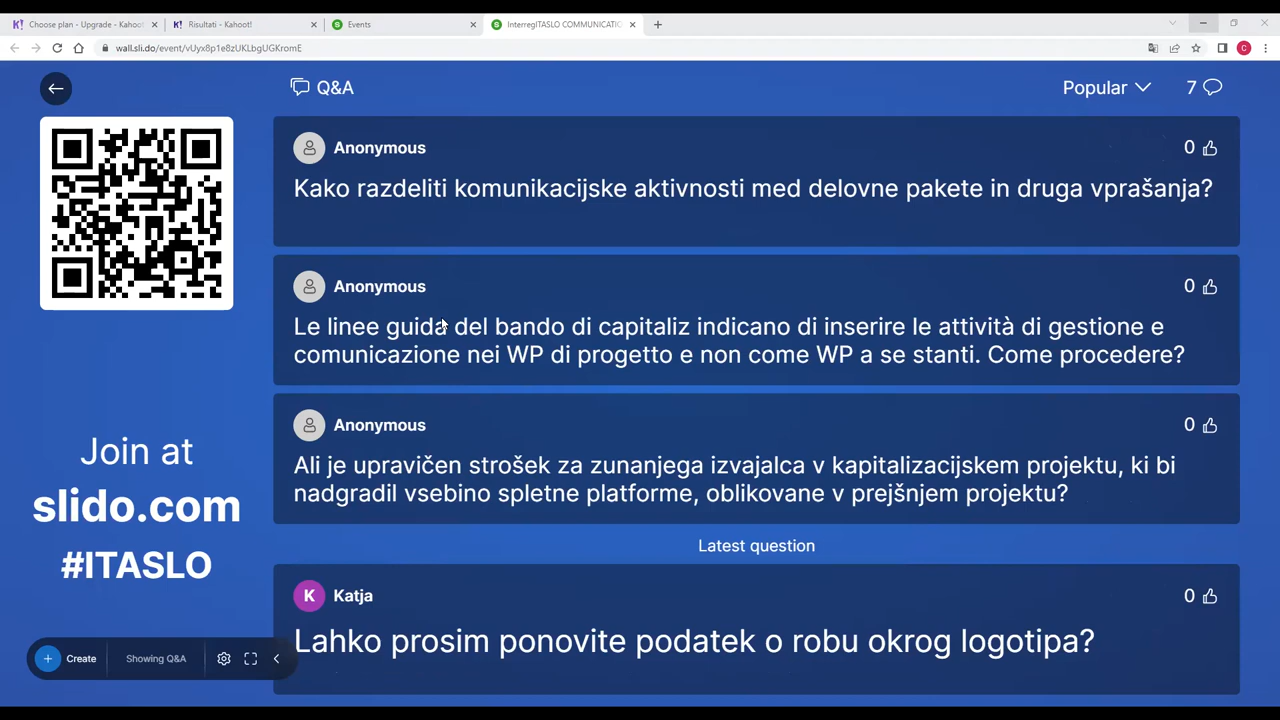 Choose plan - Upgrade - Kahoot!
Risultati - Kahoot!
Events
InterregITASLO COMMUNICATIO
wall.sli.do/event/vUyx8p1e8zUKLbgUGKromE
C
Q&A
Popular
7
Anonymous
0
Kako razdeliti komunikacijske aktivnosti med delovne pakete in druga vprašanja?
Anonymous
0
Le linee guida del bando di capitaliz indicano di inserire le attività di gestione e
comunicazione nei WP di progetto e non come WP a se stanti. Come procedere?
Anonymous
0
Ali je upravičen strošek za zunanjega izvajalca v kapitalizacijskem projektu, ki bi
nadgradil vsebino spletne platforme, oblikovane v prejšnjem projektu?
Latest question
K
Katja
0
Lahko prosim ponovite podatek o robu okrog logotipa?
Join at
slido.com
#ITASLO
Create
Showing Q&A